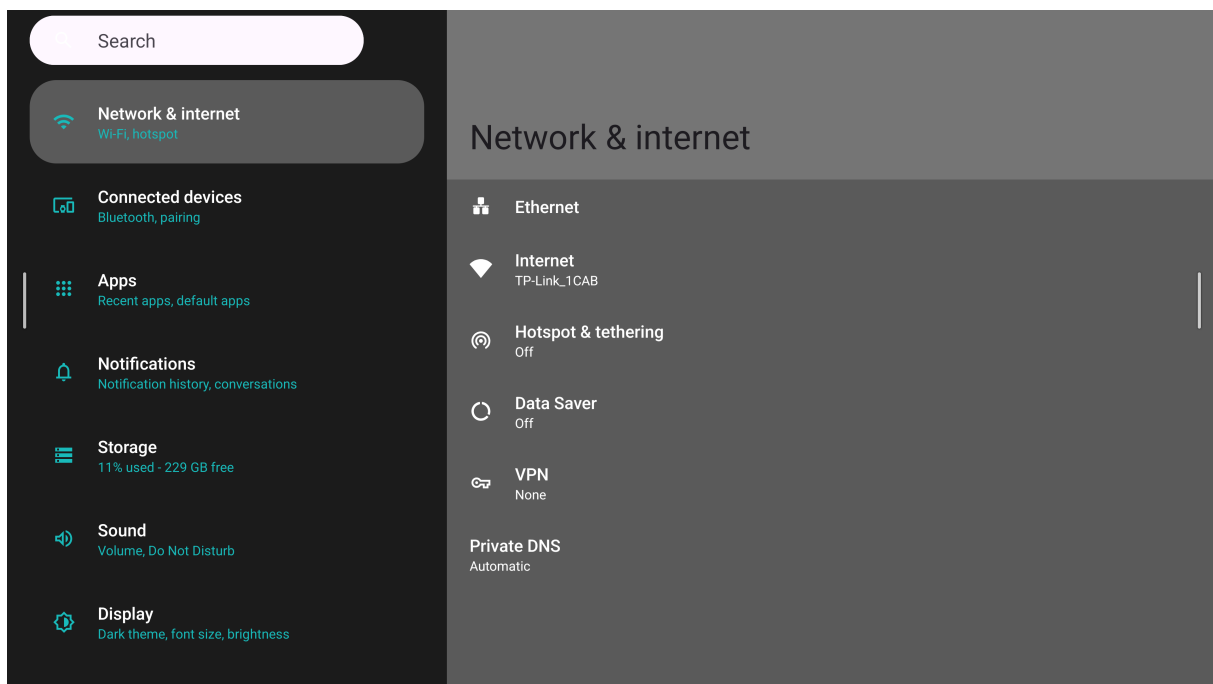 Search
Network & internet
Wi-Fi, hotspot
Connected devices
Bluetooth, pairing
Apps
Recent apps, default apps
Notifications
Notification history, conversations
Storage
11% used - 229 GB free
Sound
Volume, Do Not Disturb
Display
Dark theme, font size, brightness
Network & internet
Ethernet
Internet
TP-Link_1CAB
Hotspot & tethering
Off
Data Saver
Off
VPN
None
Private DNS
Automatic